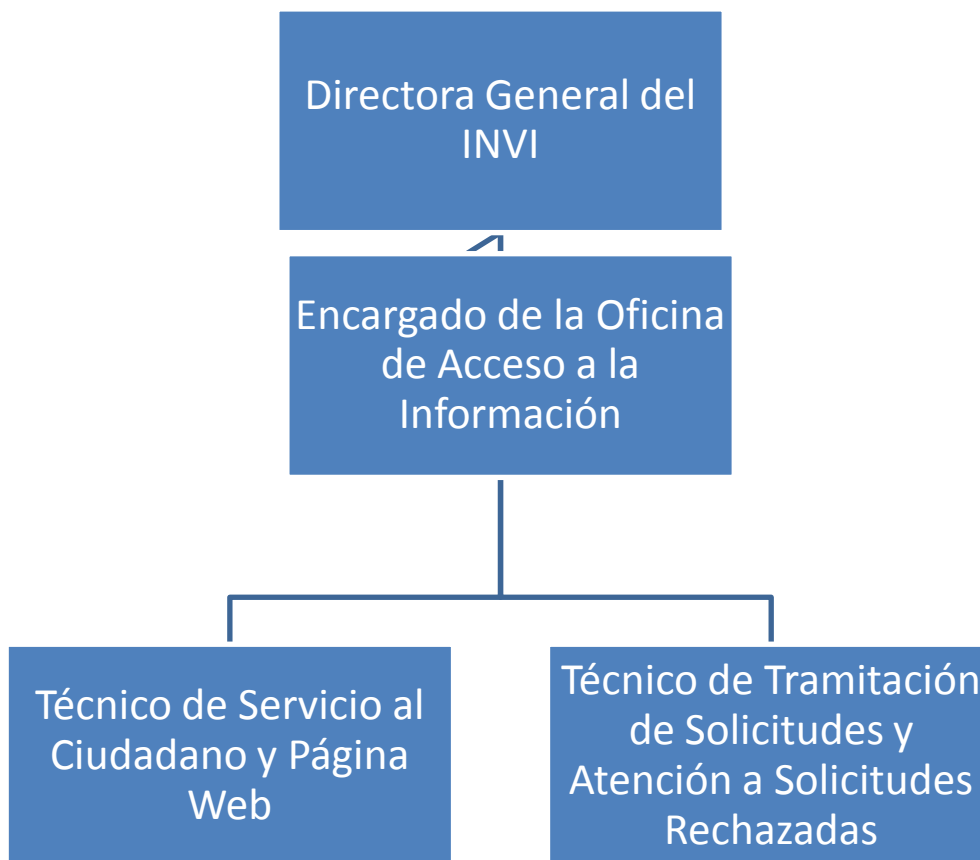 Directora General del
INVI
Encargado de la Oficina
de Acceso a la
Información
Técnico de Servicio al
Ciudadano y Página
Web
Técnico de Tramitación
de Solicitudes y
Atención a Solicitudes
Rechazadas